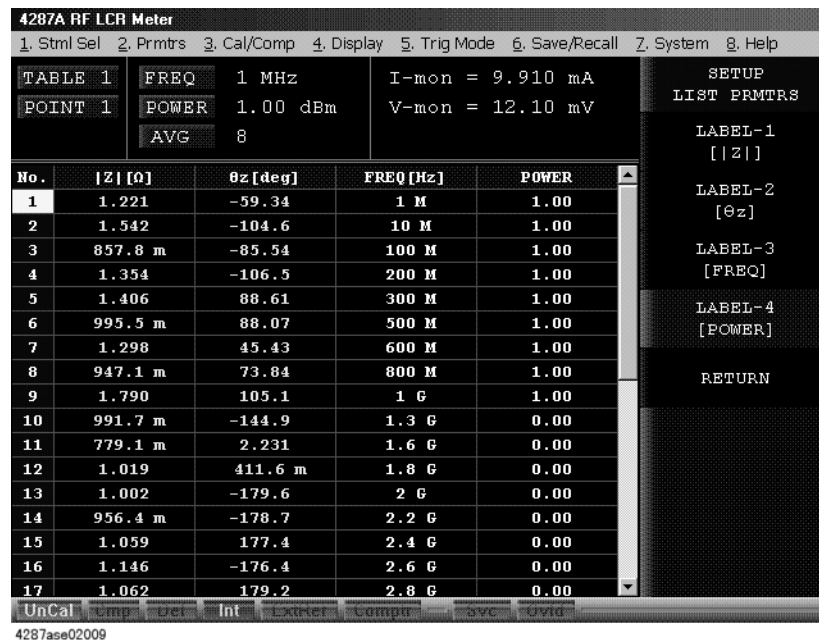 4287A RF LCR Meter
1. Stml Sel 2. Prmtrs 3. Cal/Comp 4. Display 5. Trig Mode 6. Save/Recall 7. System 8. Help
TABLE 1 FREQ 1 MHz I-mon = 9.910 mA
POINT 1 POWER 1.00 dBm V-mon = 12.10 mV
AVG 8
No. |Z|[Ω] θz[deg] FREQ[Hz] POWER
1 1.221 -59.34 1 M 1.00
2 1.542 -104.6 10 M 1.00
3 857.8 m -85.54 100 M 1.00
4 1.354 -106.5 200 M 1.00
5 1.406 88.61 300 M 1.00
6 995.5 m 88.07 500 M 1.00
7 1.298 45.43 600 M 1.00
8 947.1 m 73.84 800 M 1.00
9 1.790 105.1 1 G 1.00
10 991.7 m -144.9 1.3 G 0.00
11 779.1 m 2.231 1.6 G 0.00
12 1.019 411.6 m 1.8 G 0.00
13 1.002 -179.6 2 G 0.00
14 956.4 m -178.7 2.2 G 0.00
15 1.059 177.4 2.4 G 0.00
16 1.146 -176.4 2.6 G 0.00
17 1.062 179.2 2.8 G 0.00
SETUP
LIST PRMTRS
LABEL-1
[|Z|]
LABEL-2
[θz]
LABEL-3
[FREQ]
LABEL-4
[POWER]
RETURN
UnCal Cmp Del Int ExtRef Comptr Svc Ovld
4287ase02009